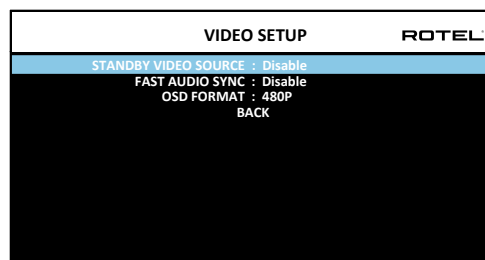 VIDEO SETUP ROTEL
STANDBY VIDEO SOURCE : Disable
FAST AUDIO SYNC : Disable
OSD FORMAT : 480P
BACK